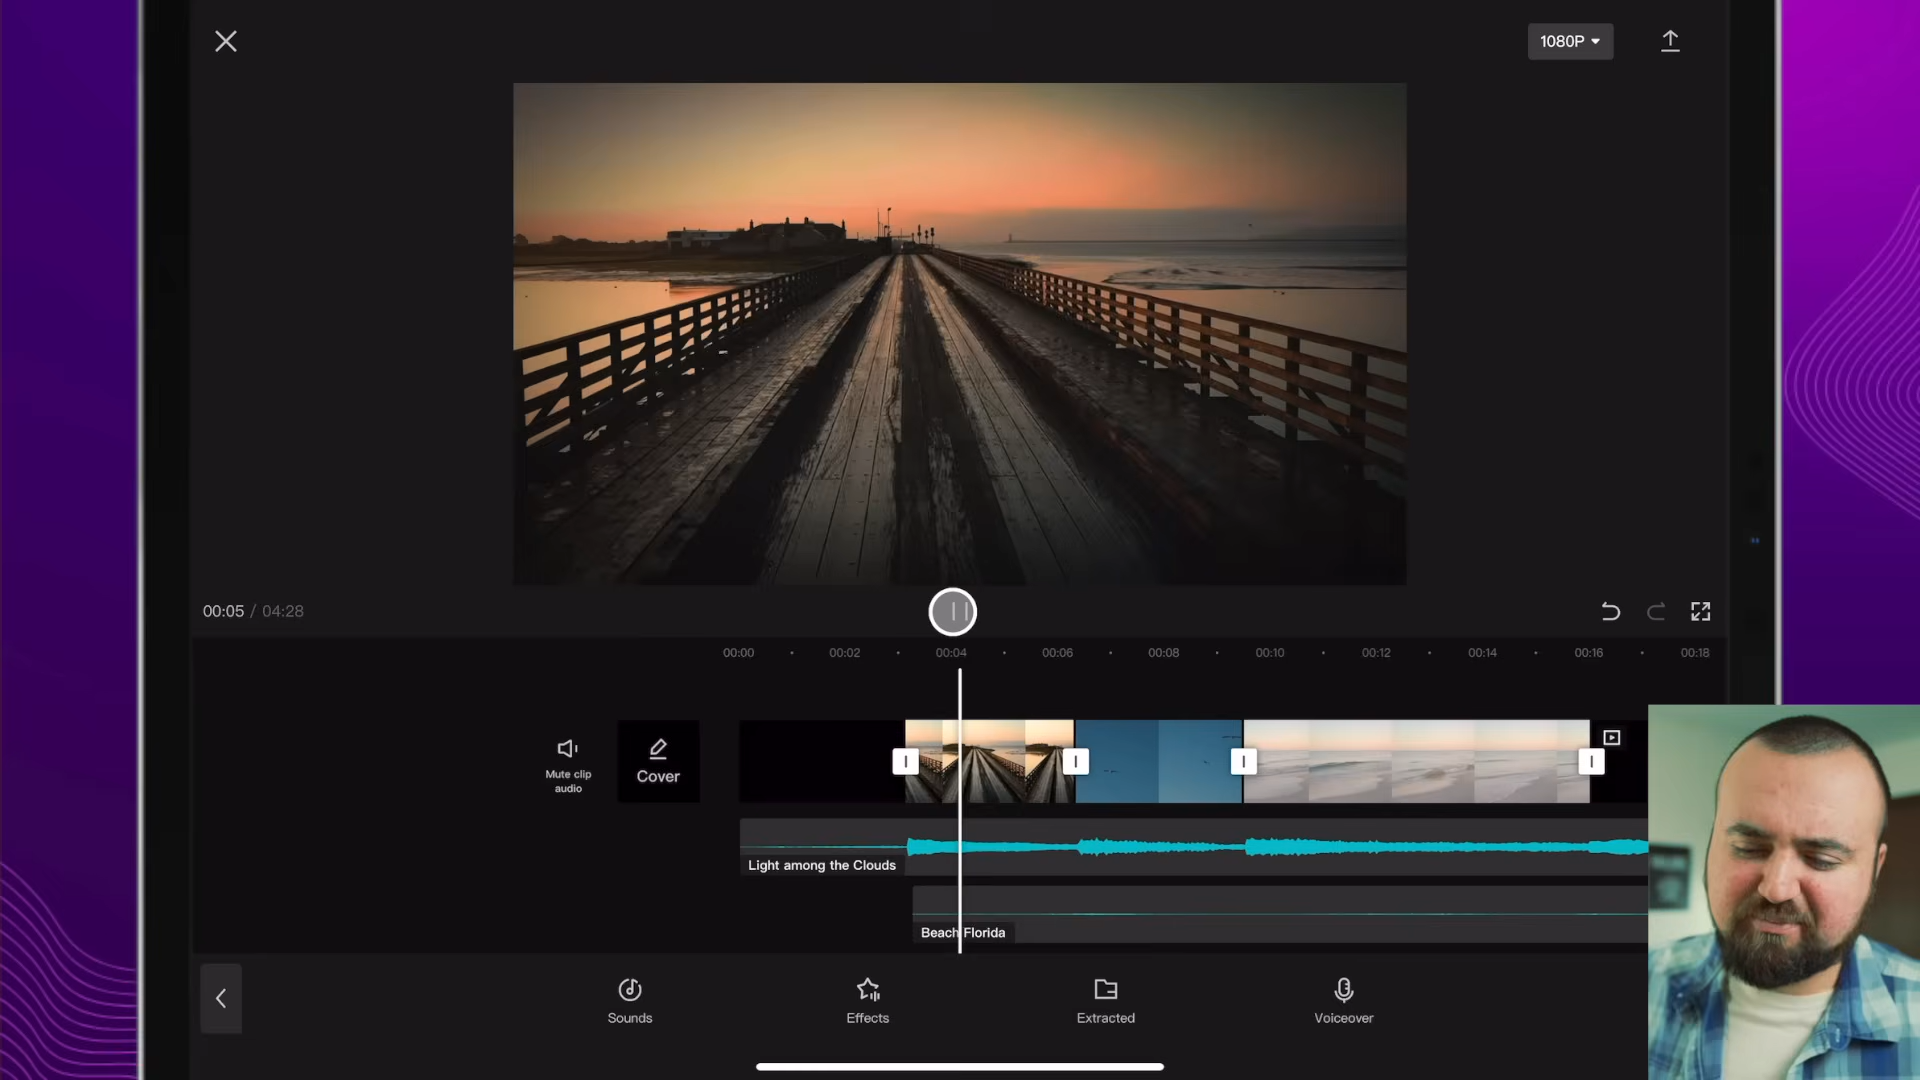 1080P
00:05 / 04:28
00:00 00:02 00:04 00:06 00:08 00:10 00:12 00:14 00:16 00:18
Mute clip
audio
Cover
Light among the Clouds
Beach Florida
Sounds
Effects
Extracted
Voiceover